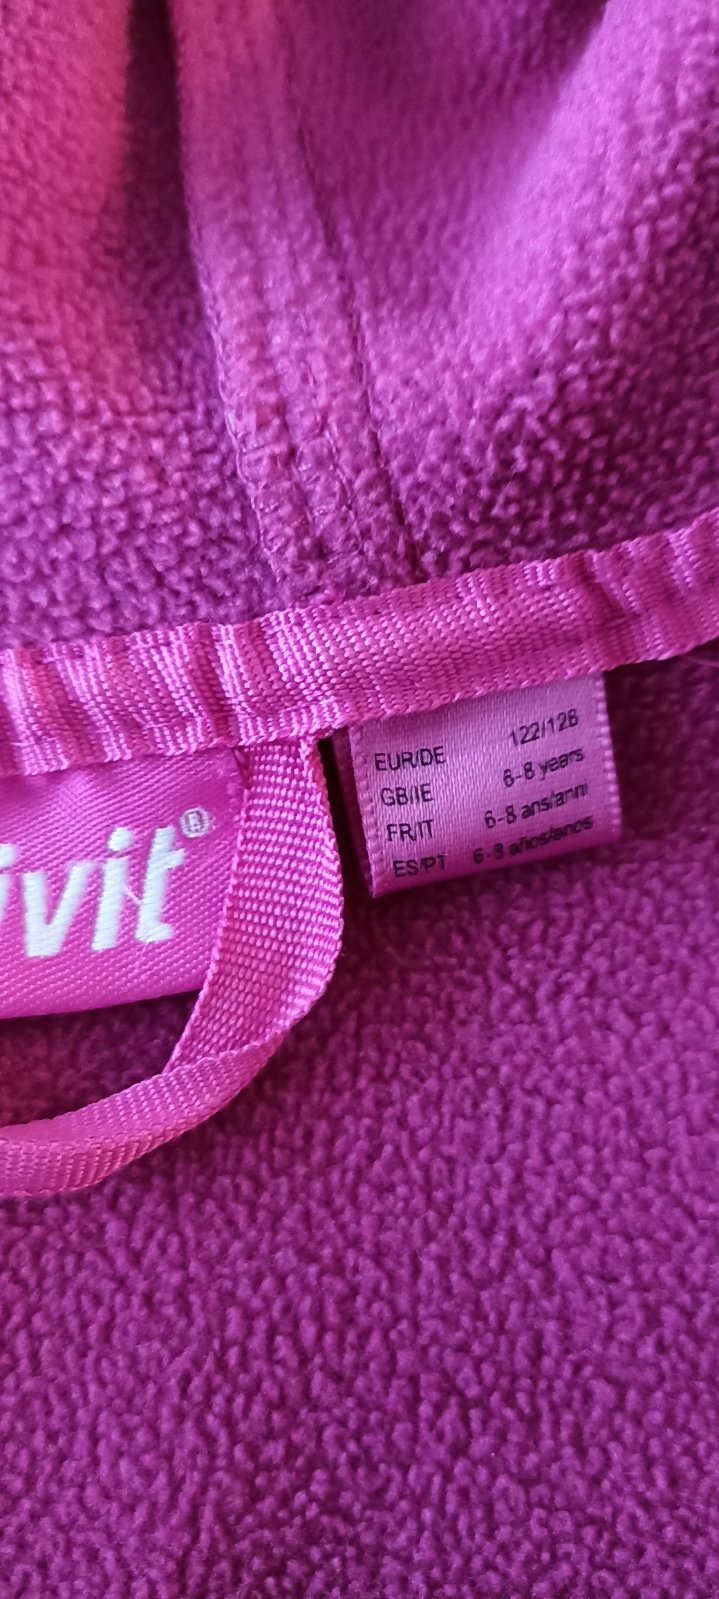 ivit®
EUR/DE 122/128
GB/IE 6-8 years
FR/IT 6-8 ans/anni
ES/PT 6-8 años/anos